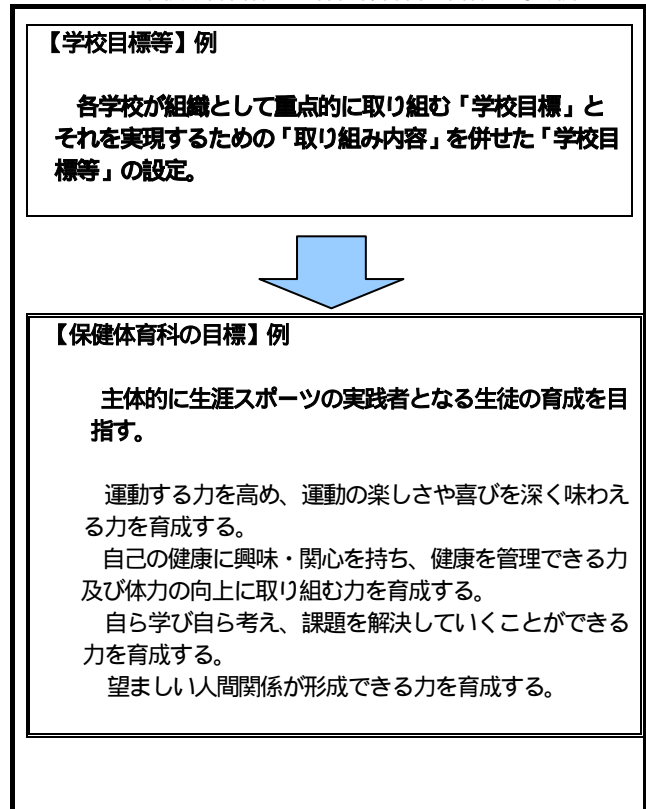 【学校目標等】例
各学校が組織として重点的に取り組む「学校目標」と
それを実現するための「取り組み内容」を併せた「学校目
標等」の設定。
【保健体育科の目標】例
主体的に生涯スポーツの実践者となる生徒の育成を目
指す。
運動する力を高め、運動の楽しさや喜びを深く味わえ
る力を育成する。
自己の健康に興味・関心を持ち、健康を管理できる力
及び体力の向上に取り組む力を育成する。
自ら学び自ら考え、課題を解決していくことができる
力を育成する。
望ましい人間関係が形成できる力を育成する。